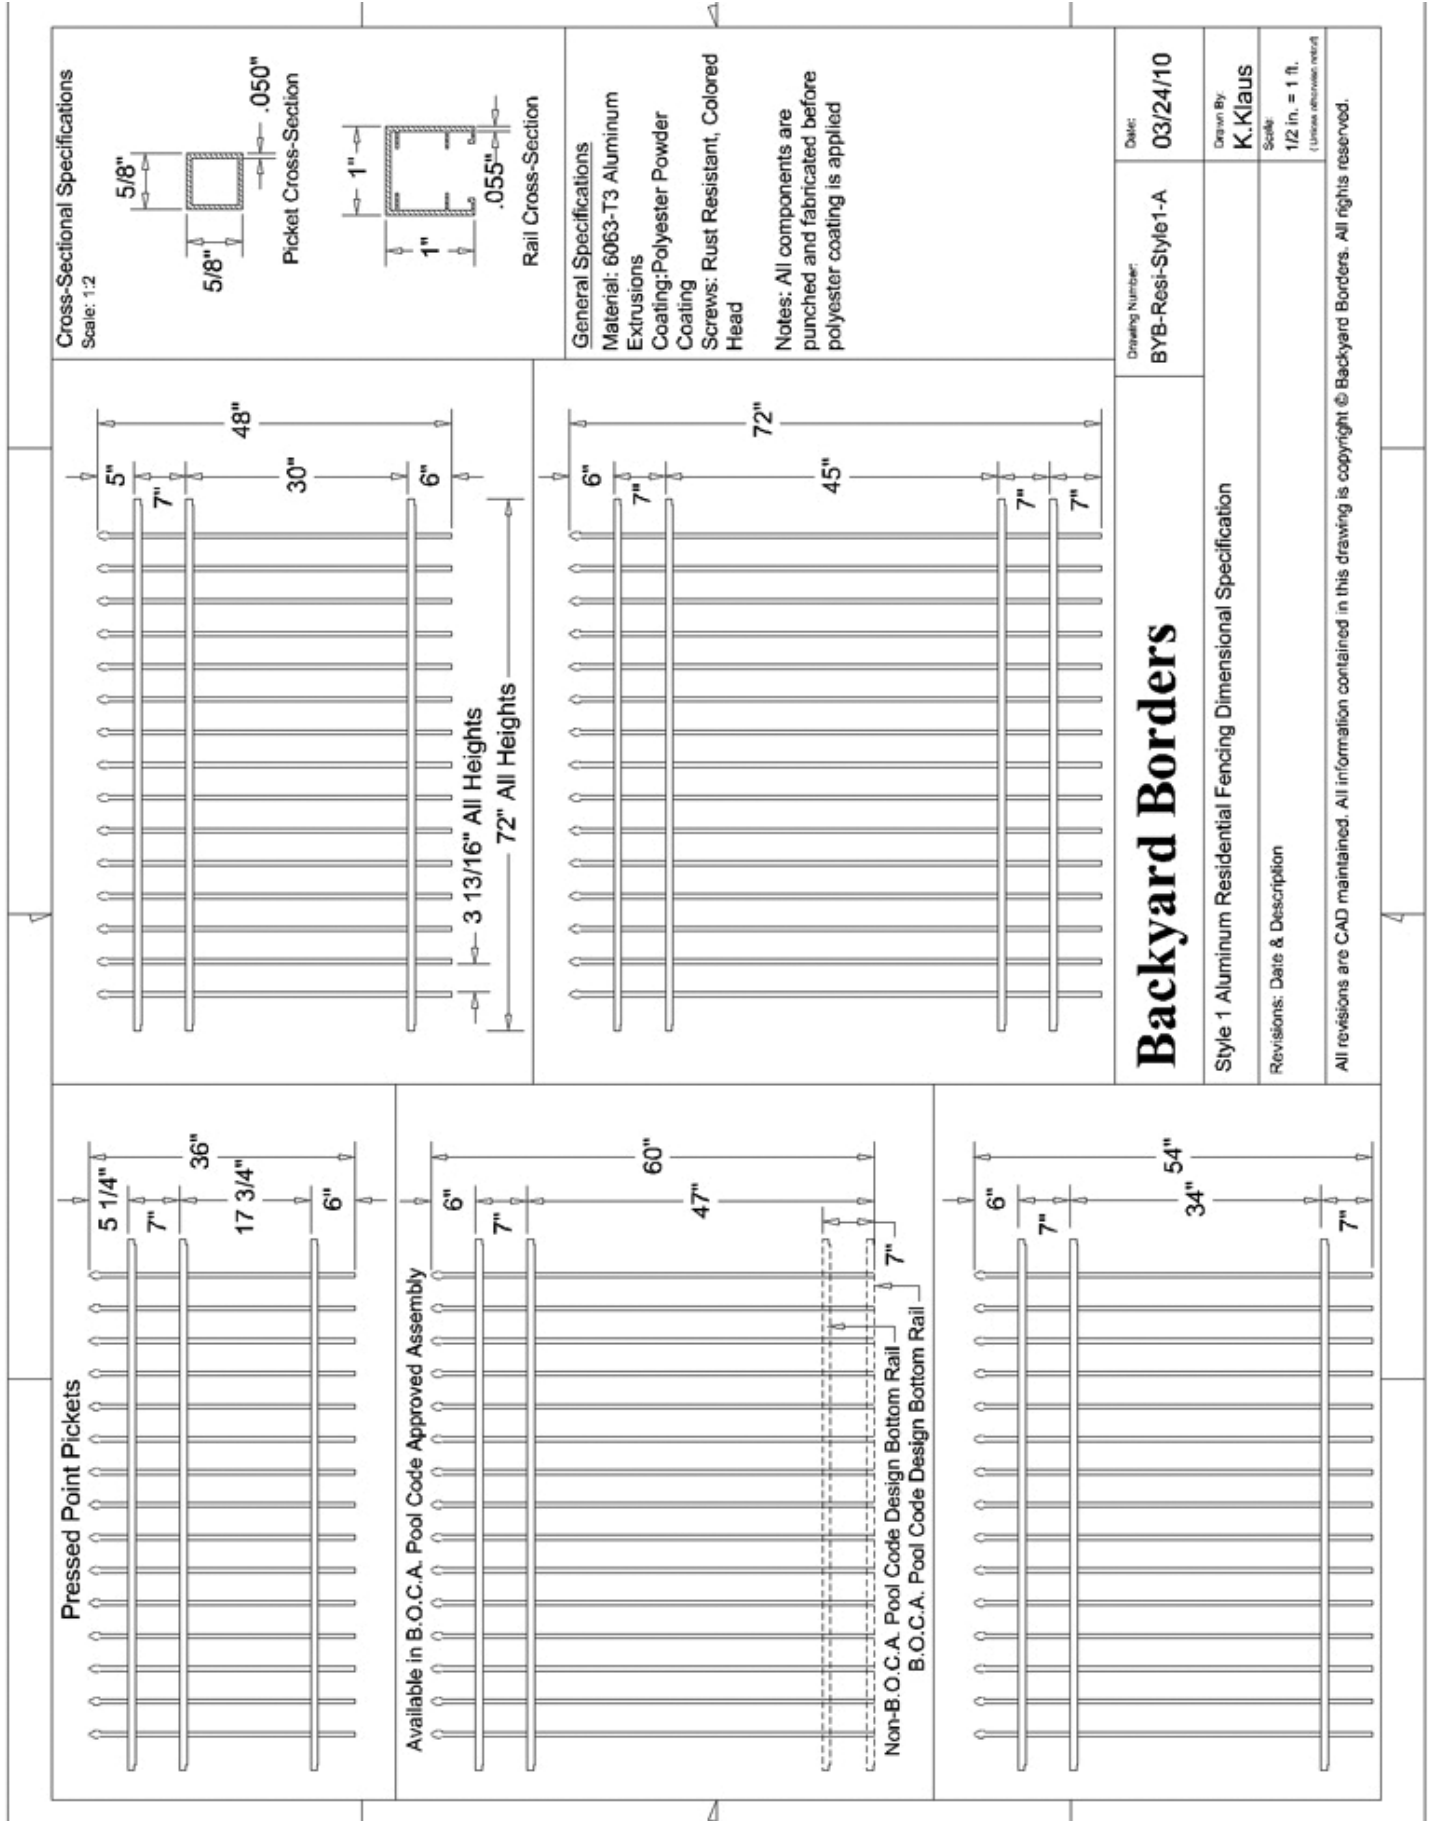 Pressed Point Pickets
5 1/4"
7"
17 3/4"
6"
36"
Available in B.O.C.A. Pool Code Approved Assembly
6"
7"
47"
60"
7"
Non-B.O.C.A. Pool Code Design Bottom Rail
B.O.C.A. Pool Code Design Bottom Rail
6"
7"
34"
7"
54"
5"
7"
30"
6"
48"
3 13/16" All Heights
72" All Heights
6"
7"
45"
7"
7"
72"
Cross-Sectional Specifications
Scale: 1:2
5/8"
5/8"
.050"
Picket Cross-Section
1"
1"
.055"
Rail Cross-Section
General Specifications
Material: 6063-T3 Aluminum
Extrusions
Coating:Polyester Powder
Coating
Screws: Rust Resistant, Colored
Head
Notes: All components are
punched and fabricated before
polyester coating is applied
Backyard Borders
Drawing Number:
BYB-Resi-Style1-A
Date:
03/24/10
Style 1 Aluminum Residential Fencing Dimensional Specification
Drawn By:
K.Klaus
Revisions: Date & Description
Scale:
1/2 in. = 1 ft.
(Unless otherwise noted)
All revisions are CAD maintained. All information contained in this drawing is copyright © Backyard Borders. All rights reserved.